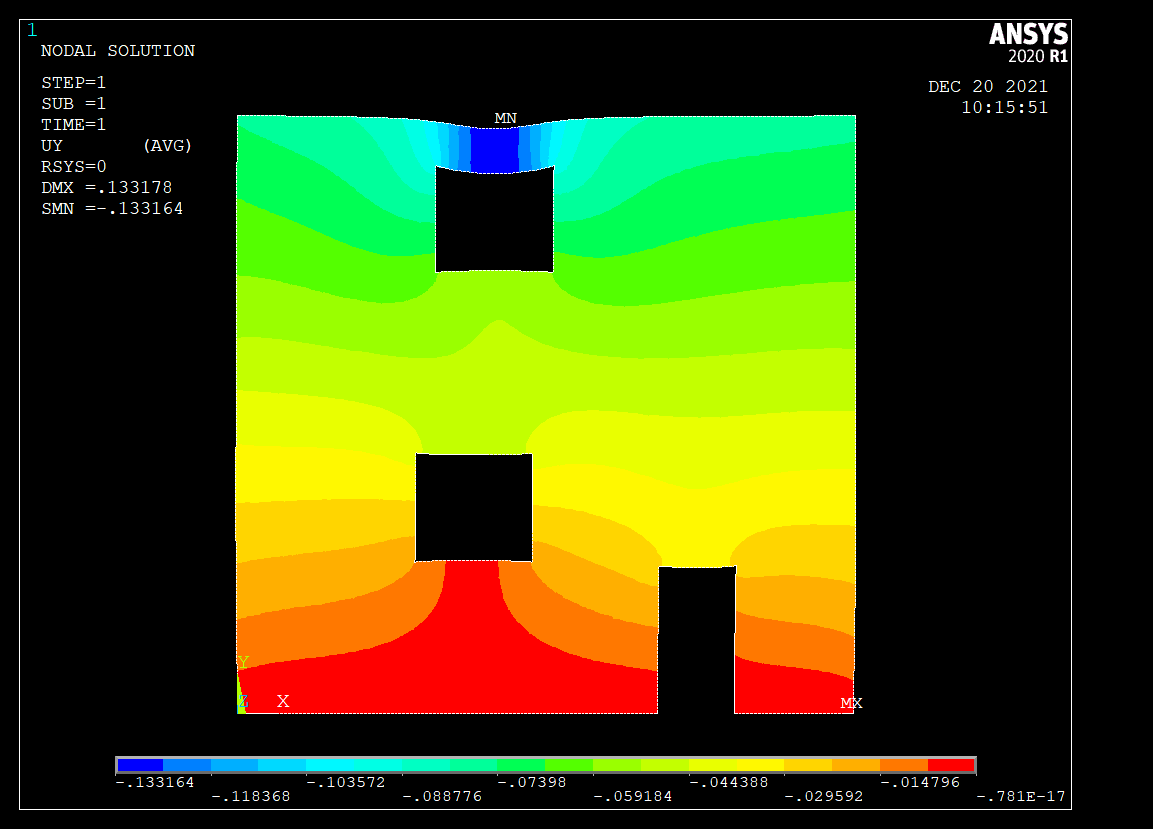 1
ANSYS
2020 R1
NODAL SOLUTION
STEP=1
SUB =1
TIME=1
UY (AVG)
RSYS=0
DMX =.133178
SMN =-.133164
DEC 20 2021
10:15:51
MN
Y
Z X
MX
-.133164 -.103572 -.07398 -.044388 -.014796
-.118368 -.088776 -.059184 -.029592 -.781E-17